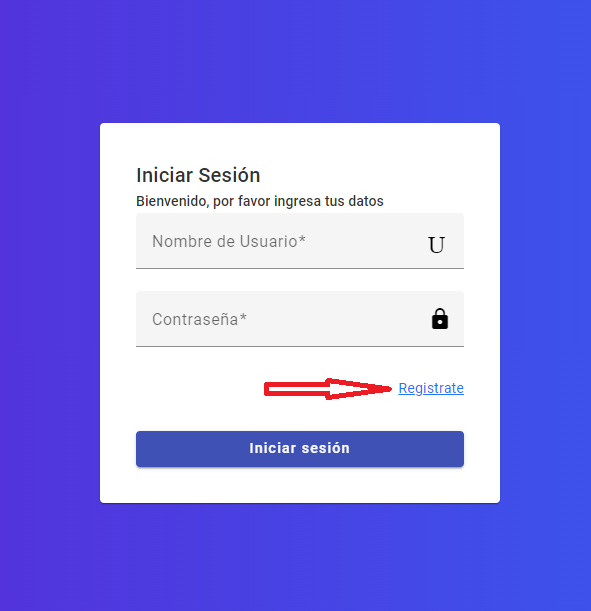 Iniciar Sesión
Bienvenido, por favor ingresa tus datos
Nombre de Usuario* U
Contraseña*
Registrate
Iniciar sesión